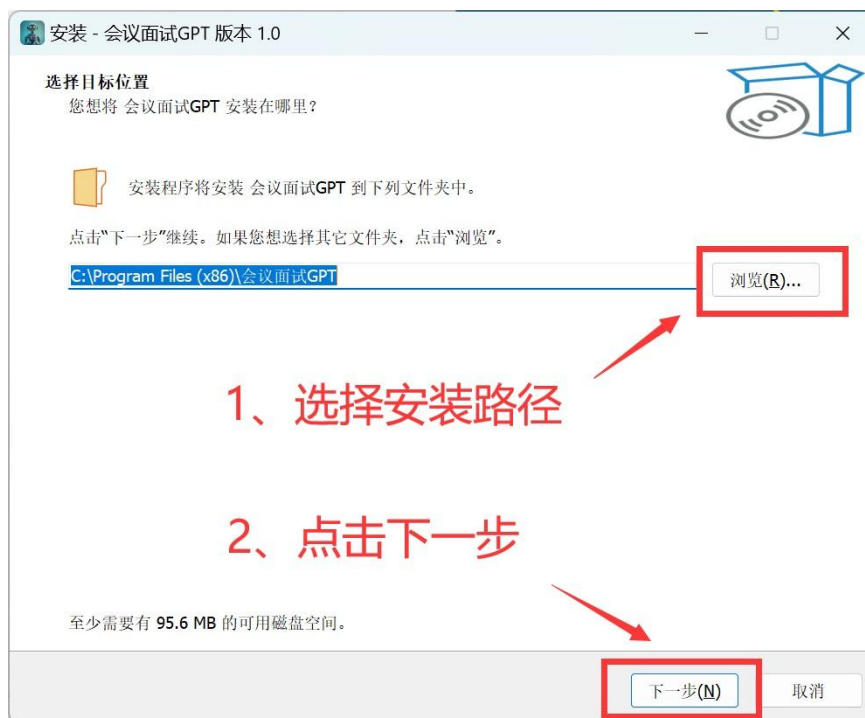 安装 - 会议面试GPT 版本 1.0
选择目标位置
您想将 会议面试GPT 安装在哪里？
安装程序将安装 会议面试GPT 到下列文件夹中。
点击“下一步”继续。如果您想选择其它文件夹，点击“浏览”。
C:\Program Files (x86)\会议面试GPT
浏览(R)...
1、选择安装路径
2、点击下一步
至少需要有 95.6 MB 的可用磁盘空间。
下一步(N)
取消